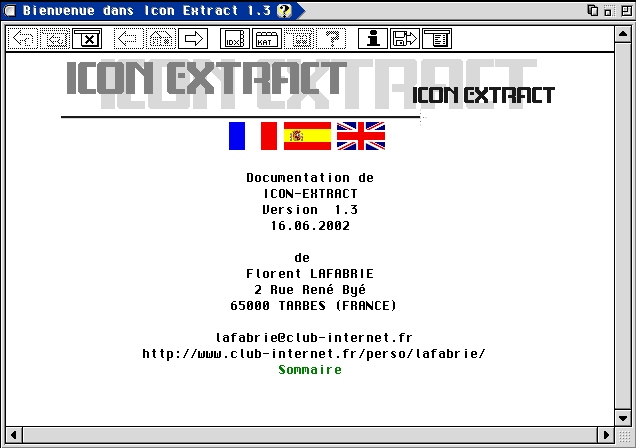 Bienvenue dans Icon Extract 1.3 ?
IDX KAT ?
ICON EXTRACT ICON EXTRACT
ICON EXTRACT
Documentation de
ICON-EXTRACT
Version 1.3
16.06.2002
de
Florent LAFABRIE
2 Rue René Byé
65000 TARBES (FRANCE)
lafabrie@club-internet.fr
http://www.club-internet.fr/perso/lafabrie/
Sommaire